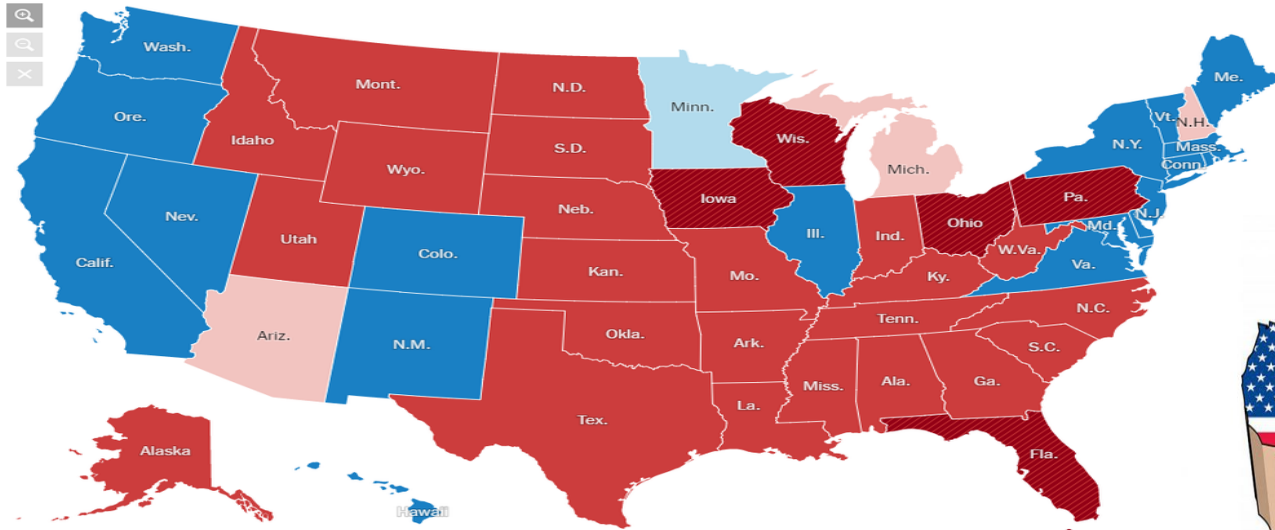 Wash.
Mont.
N.D.
Minn.
Me.
Ore.
Idaho
S.D.
Wis.
Vt.
N.H.
N.Y.
Mass.
Conn.
Wyo.
Mich.
Nev.
Neb.
Iowa
Pa.
N.J.
Utah
Colo.
Ill.
Ind.
Ohio
Md.
Calif.
Kan.
Mo.
W.Va.
Va.
Ky.
Ariz.
N.M.
Okla.
Ark.
Tenn.
N.C.
S.C.
Tex.
La.
Miss.
Ala.
Ga.
Alaska
Fla.
Hawaii